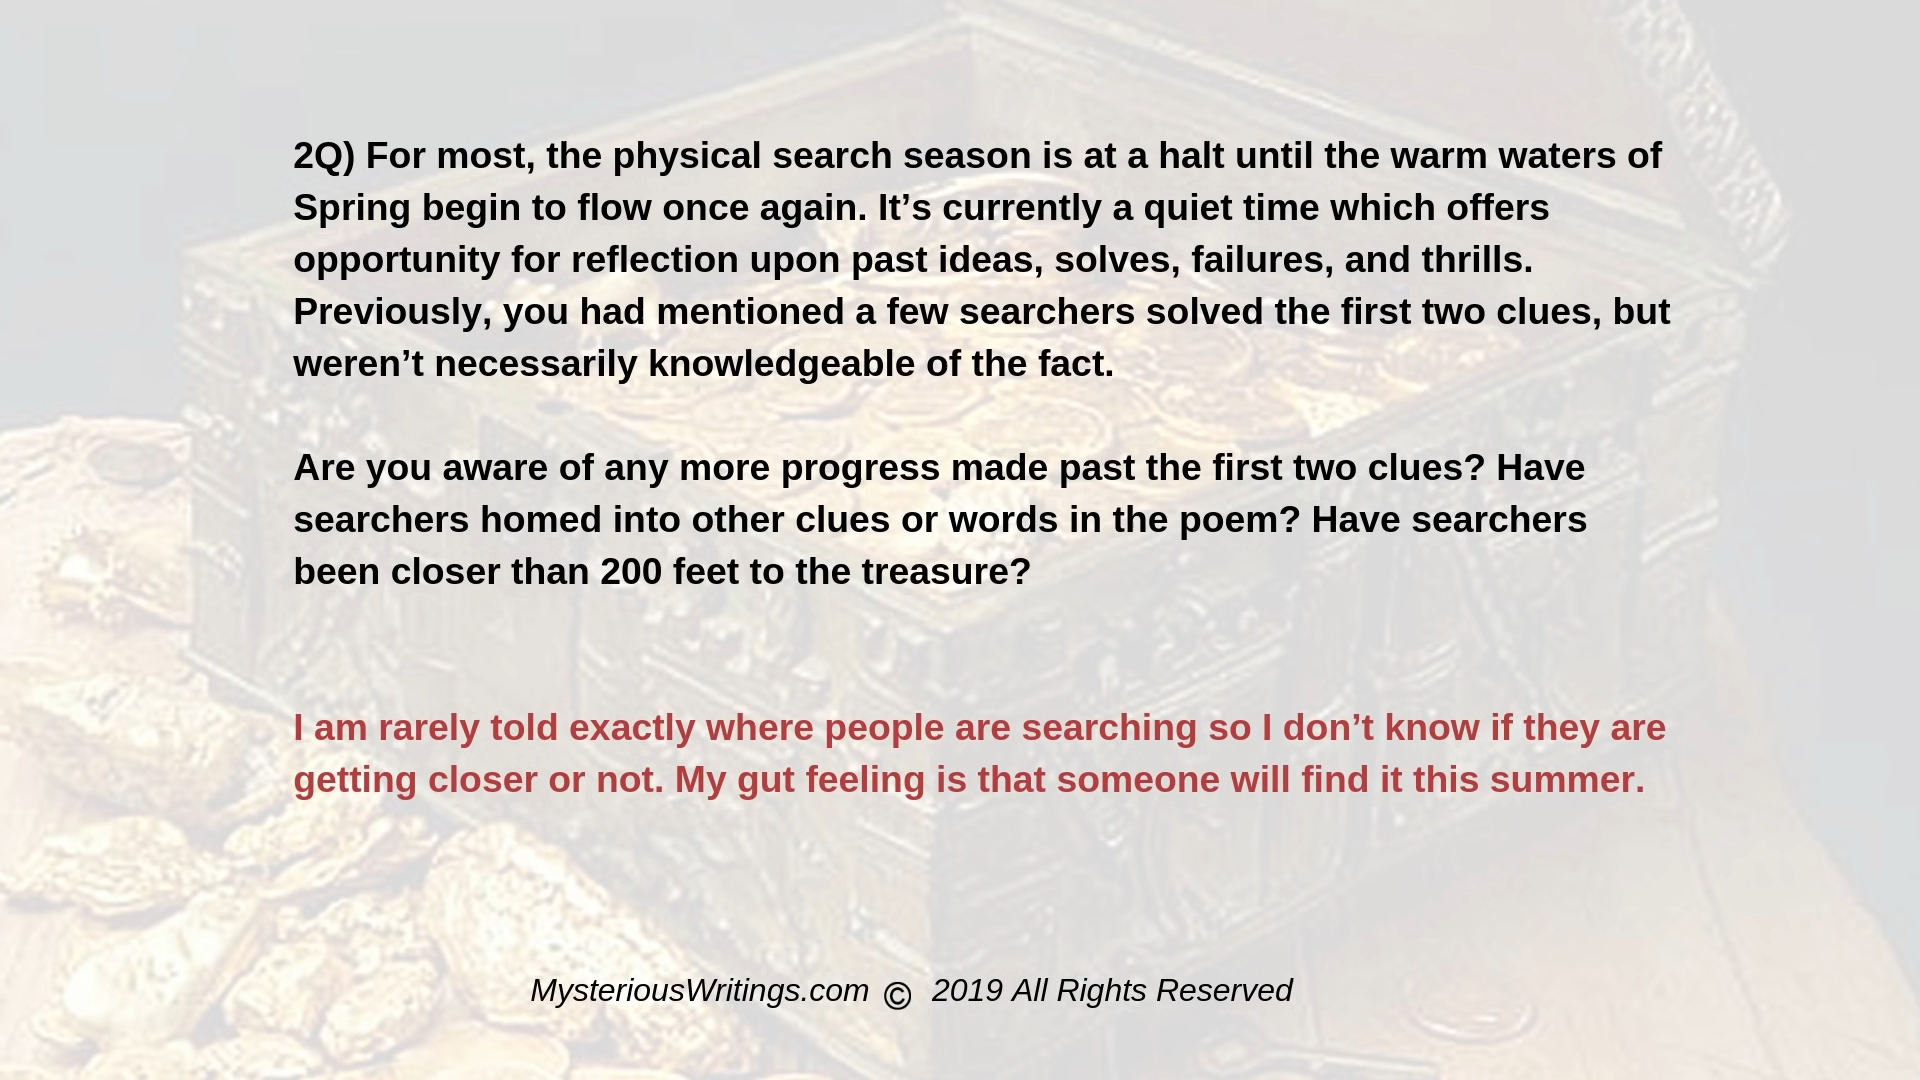 2Q) For most, the physical search season is at a halt until the warm waters of
Spring begin to flow once again. It’s currently a quiet time which offers
opportunity for reflection upon past ideas, solves, failures, and thrills.
Previously, you had mentioned a few searchers solved the first two clues, but
weren’t necessarily knowledgeable of the fact.
Are you aware of any more progress made past the first two clues? Have
searchers homed into other clues or words in the poem? Have searchers
been closer than 200 feet to the treasure?
I am rarely told exactly where people are searching so I don’t know if they are
getting closer or not. My gut feeling is that someone will find it this summer.
MysteriousWritings.com © 2019 All Rights Reserved